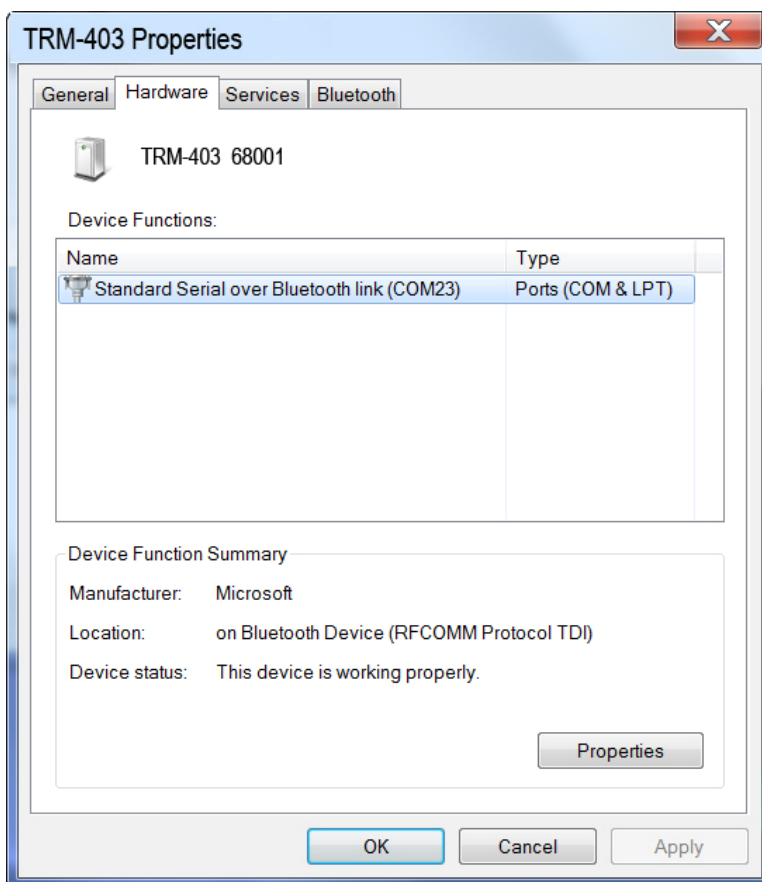 TRM-403 Properties
X
General Hardware Services Bluetooth
TRM-403 68001
Device Functions:
Name Type
Standard Serial over Bluetooth link (COM23) Ports (COM & LPT)
Device Function Summary
Manufacturer: Microsoft
Location: on Bluetooth Device (RFCOMM Protocol TDI)
Device status: This device is working properly.
Properties
OK Cancel Apply